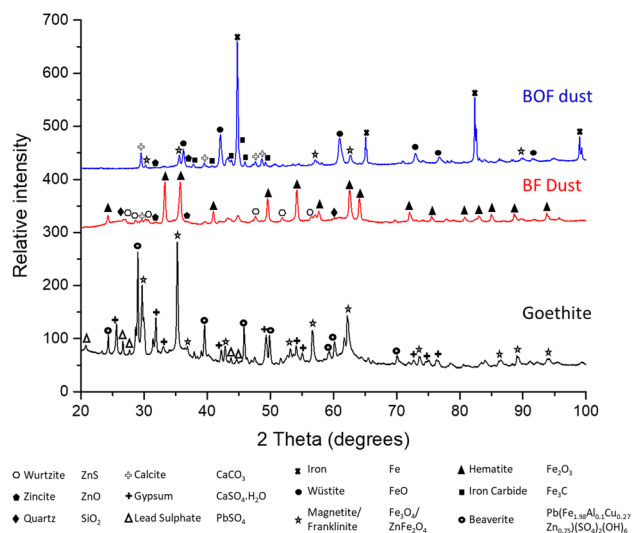 700
600
500
400
300
200
100
0
Relative intensity
BOF dust
BF Dust
Goethite
20 30 40 50 60 70 80 90 100
2 Theta (degrees)
Wurtzite ZnS Calcite CaCO3 Iron Fe Hematite Fe2O3
Zincite ZnO Gypsum CaSO4.H2O Wüstite FeO Iron Carbide Fe3C
Quartz SiO2 Lead Sulphate PbSO4 Magnetite/ Franklinite Fe3O4/ ZnFe2O4 Beaverite Pb(Fe1.98Al0.1Cu0.27
Zn0.75)(SO4)2(OH)6